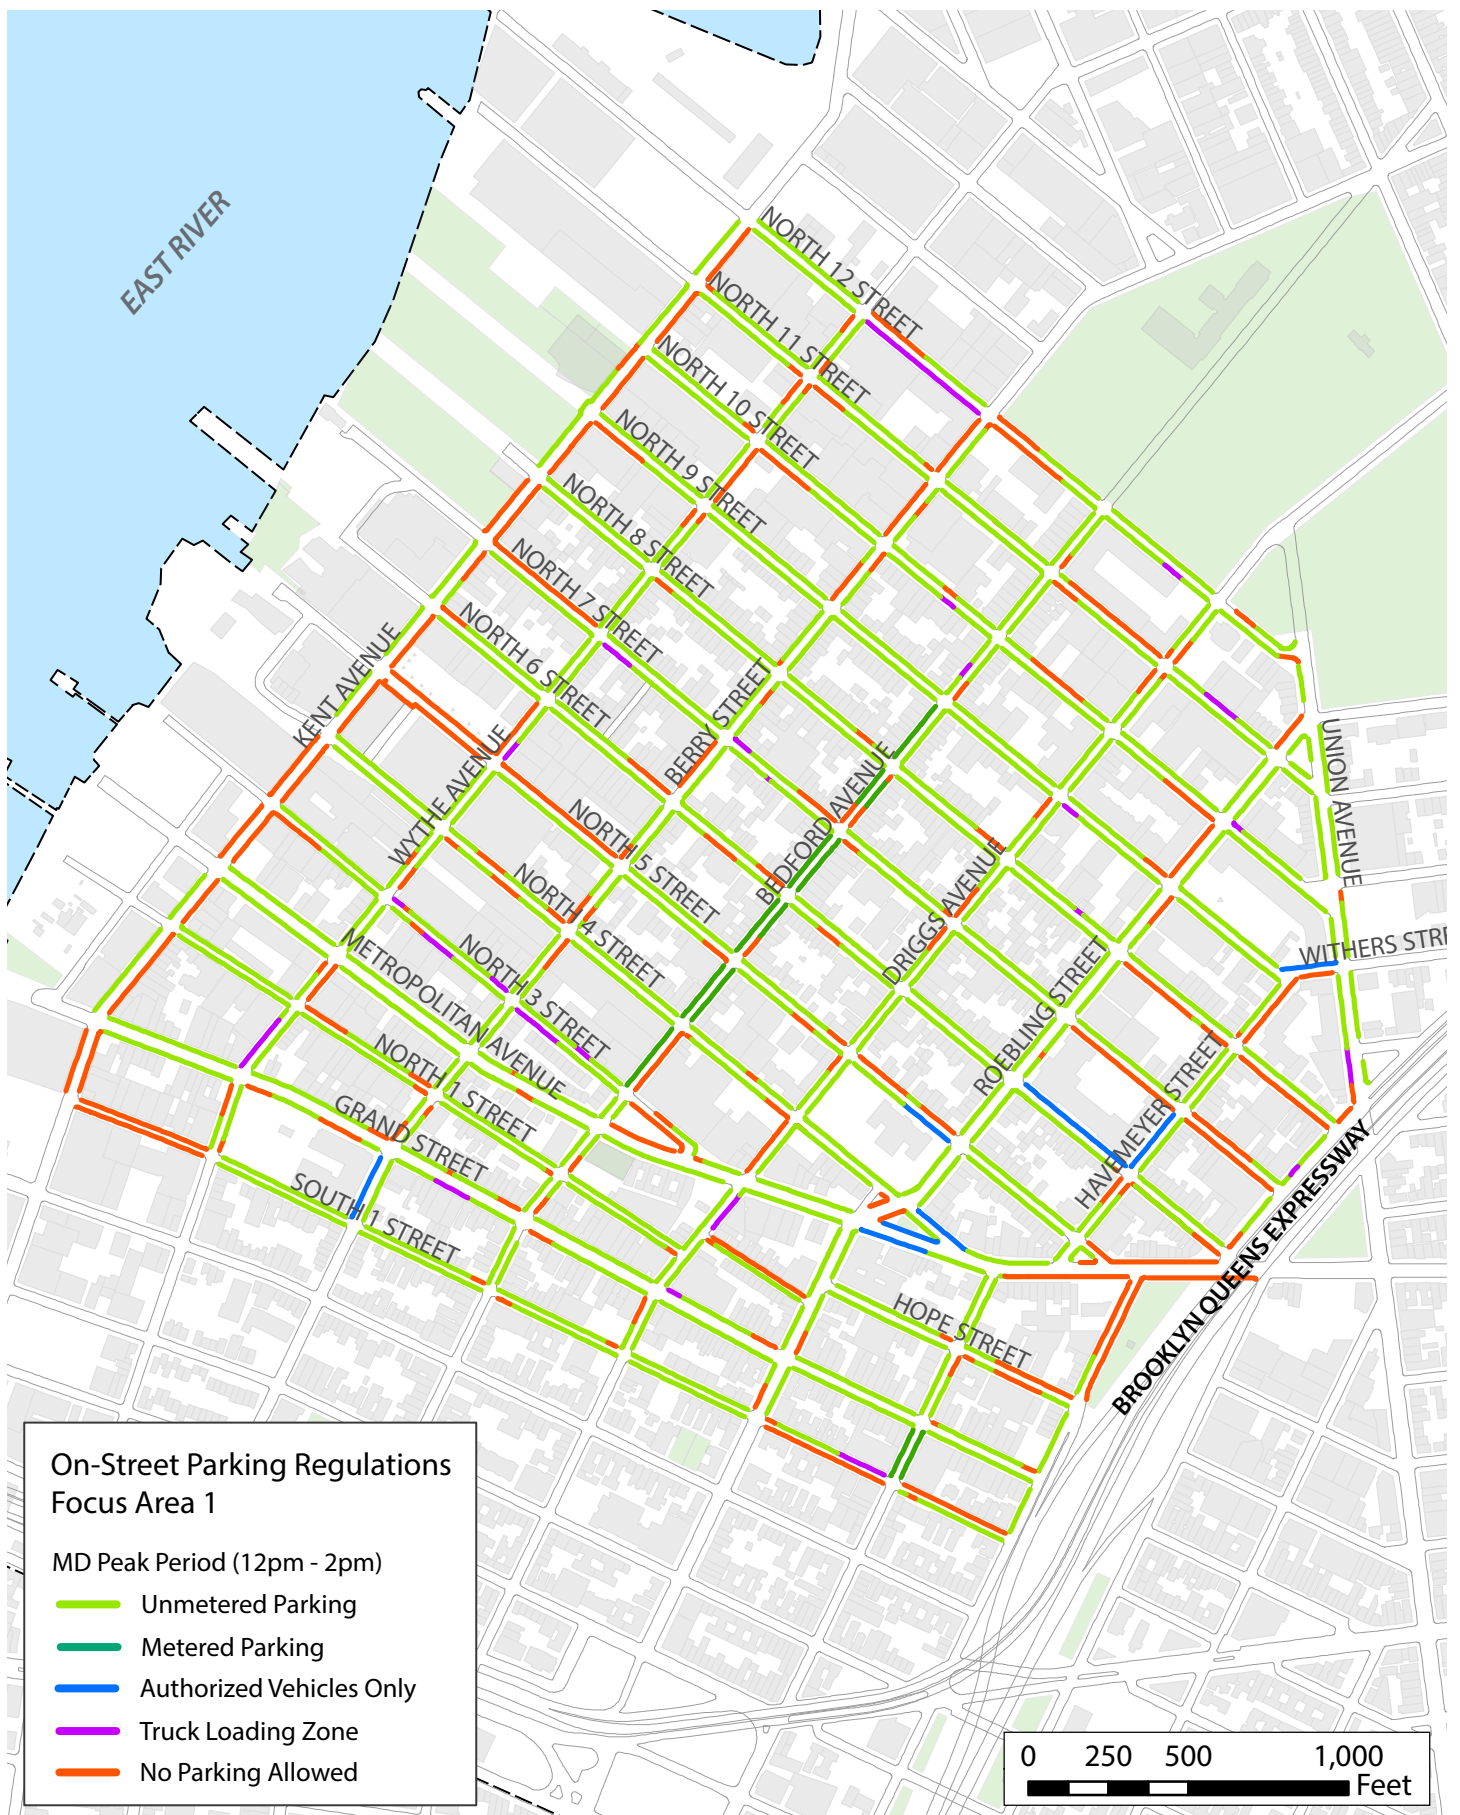 EAST RIVER
NORTH 12 STREET
NORTH 11 STREET
NORTH 10 STREET
NORTH 9 STREET
NORTH 8 STREET
NORTH 7 STREET
NORTH 6 STREET
KENT AVENUE
WYTHE AVENUE
BERRY STREET
BEDFORD AVENUE
DRIGGS AVENUE
UNION AVENUE
NORTH 5 STREET
NORTH 4 STREET
NORTH 3 STREET
METROPOLITAN AVENUE
NORTH 1 STREET
GRAND STREET
SOUTH 1 STREET
ROEBLING STREET
HAVEMEYER STREET
WITHERS STRE
HOPE STREET
BROOKLYN QUEENS EXPRESSWAY
On-Street Parking Regulations
Focus Area 1
MD Peak Period (12pm - 2pm)
Unmetered Parking
Metered Parking
Authorized Vehicles Only
Truck Loading Zone
No Parking Allowed
0 250 500 1,000
Feet